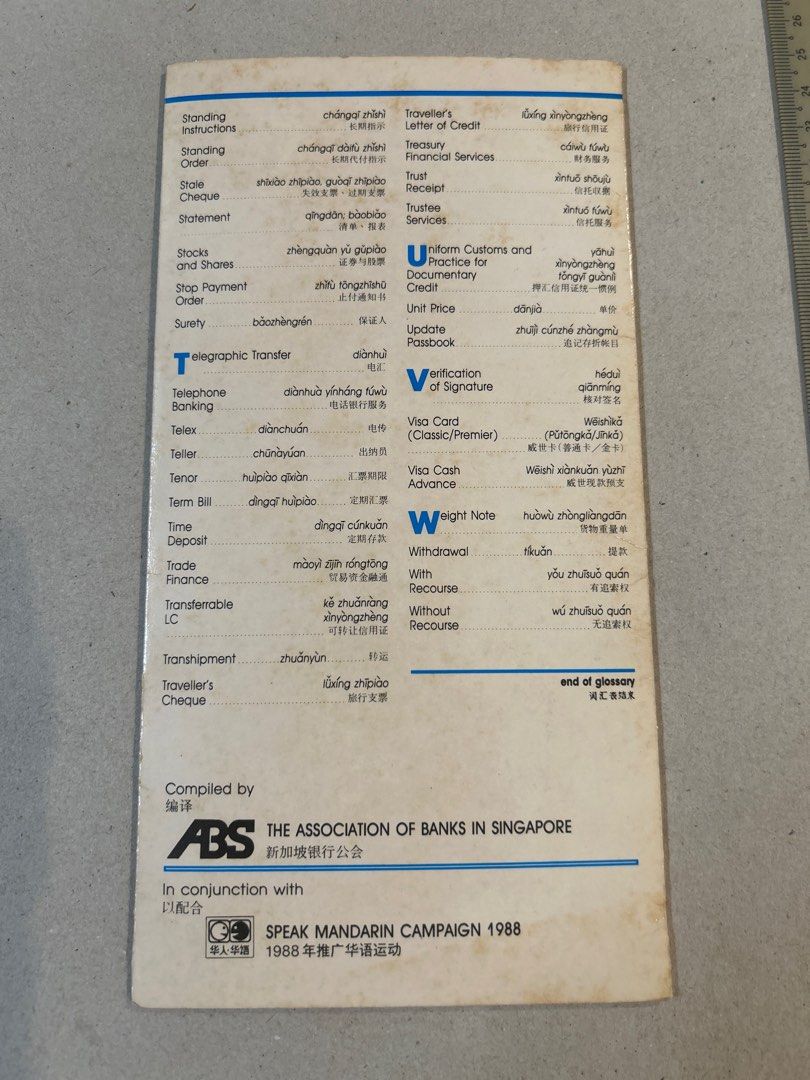 Standing chángqī zhǐshì
Instructions 长期指示
Standing chángqī dàifù zhǐshì
Order 长期代付指示
Stale shīxiào zhīpiào, guòqī zhīpiào
Cheque 失效支票、过期支票
Statement qīngdān; bàobiǎo
清单、报表
Stocks zhèngquàn yǔ gǔpiào
and Shares 证券与股票
Stop Payment zhǐfù tōngzhīshū
Order 止付通知书
Surety bǎozhèngrén 保证人
Telegraphic Transfer diànhuì
电汇
Telephone diànhuà yínháng fúwù
Banking 电话银行服务
Telex diànchuán 电传
Teller chūnàyuán 出纳员
Tenor huìpiào qīxiàn 汇票期限
Term Bill dìngqī huìpiào 定期汇票
Time dìngqī cúnkuǎn
Deposit 定期存款
Trade màoyì zījīn róngtōng
Finance 贸易资金融通
Transferrable kě zhuǎnràng
LC xìnyòngzhèng
可转让信用证
Transhipment zhuǎnyùn 转运
Traveller's lǚxíng zhīpiào
Cheque 旅行支票
Traveller's lǚxíng xìnyòngzhèng
Letter of Credit 旅行信用证
Treasury cáiwù fúwù
Financial Services 财务服务
Trust xìntuō shōujù
Receipt 信托收据
Trustee xìntuō fúwù
Services 信托服务
Uniform Customs and yāhuì
Practice for xìnyòngzhèng
Documentary tǒngyī guànlì
Credit 押汇信用证统一惯例
Unit Price dānjià 单价
Update zhuījì cúnzhé zhàngmù
Passbook 追记存折帐目
Verification héduì
of Signature qiānmíng
核对签名
Visa Card Wēishìkǎ
(Classic/Premier) (Pǔtōngkǎ/Jīnkǎ)
威世卡(普通卡/金卡)
Visa Cash Wēishì xiànkuǎn yùzhī
Advance 威世现款预支
Weight Note huòwù zhòngliàngdān
货物重量单
Withdrawal tíkuǎn 提款
With yǒu zhuīsuǒ quán
Recourse 有追索权
Without wú zhuīsuǒ quán
Recourse 无追索权
end of glossary
词汇表结束
Compiled by
编译
ABS THE ASSOCIATION OF BANKS IN SINGAPORE
新加坡银行公会
In conjunction with
以配合
华人·华语 SPEAK MANDARIN CAMPAIGN 1988
1988年推广华语运动
26
25
24